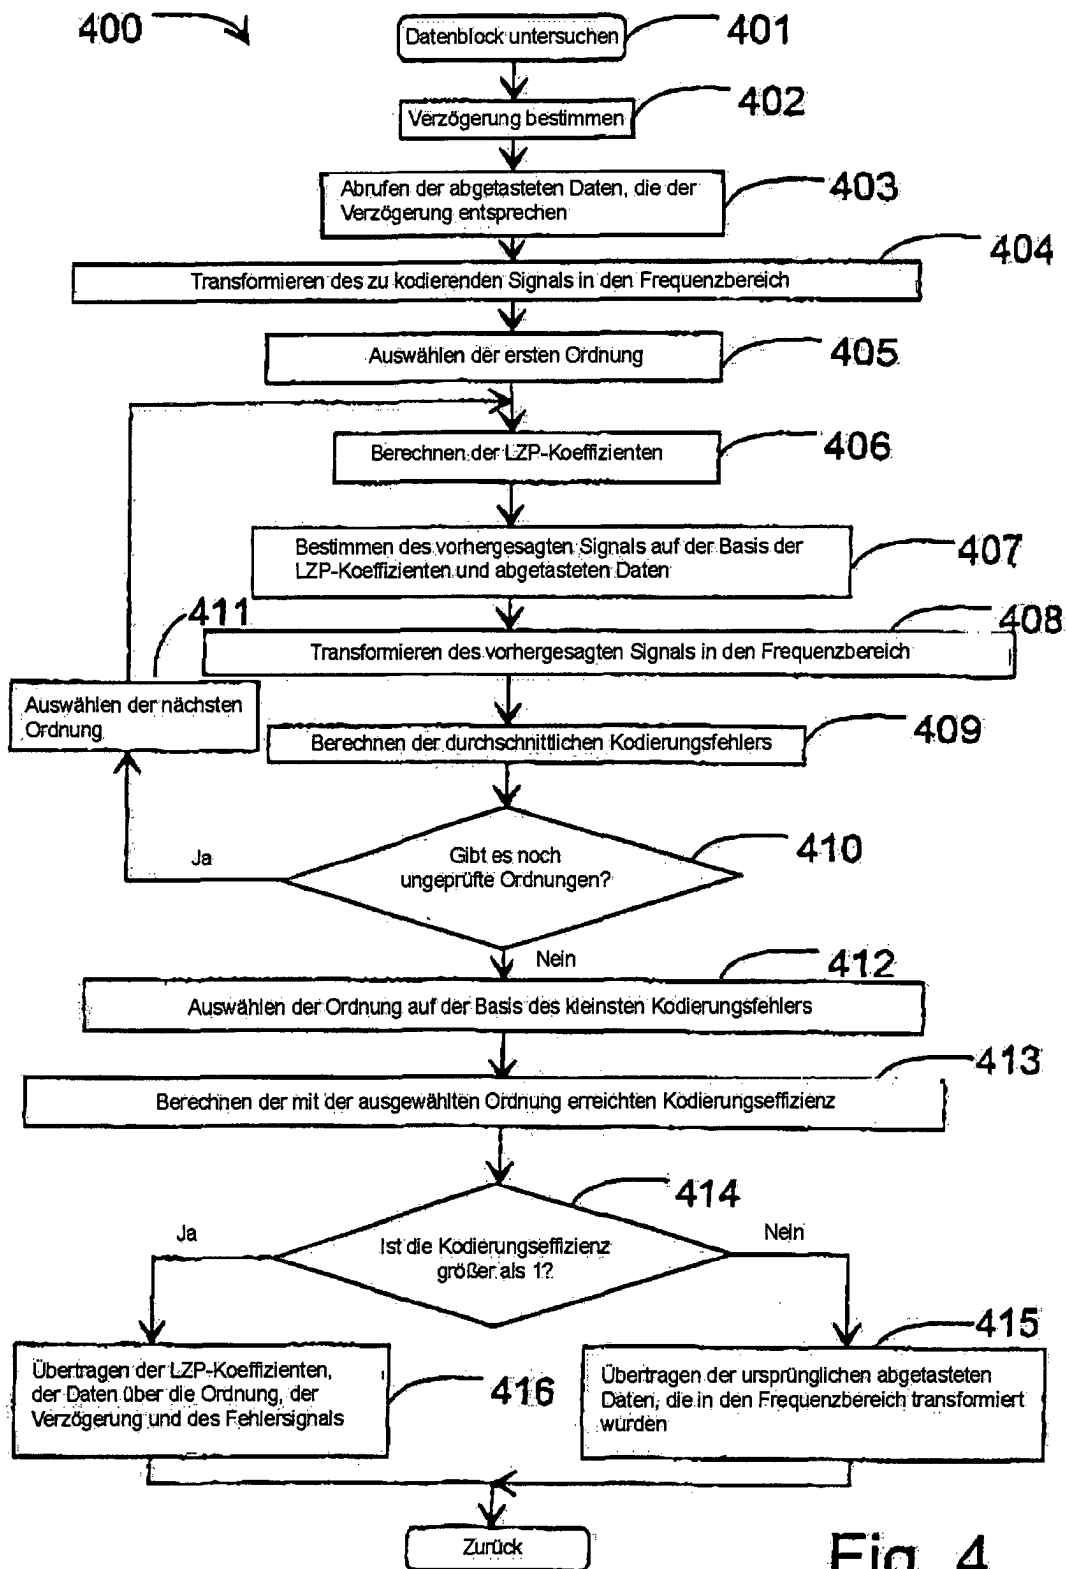 400
Datenblock untersuchen
401
Verzögerung bestimmen
402
Abrufen der abgetasteten Daten, die der
Verzögerung entsprechen
403
Transformieren des zu kodierenden Signals in den Frequenzbereich
404
Auswählen der ersten Ordnung
405
Berechnen der LZP-Koeffizienten
406
Bestimmen des vorhergesagten Signals auf der Basis der
LZP-Koeffizienten und abgetasteten Daten
407
Transformieren des vorhergesagten Signals in den Frequenzbereich
408
411
Auswählen der nächsten
Ordnung
Berechnen der durchschnittlichen Kodierungsfehlers
409
Ja
Gibt es noch
ungeprüfte Ordnungen?
410
Nein
Auswählen der Ordnung auf der Basis des kleinsten Kodierungsfehlers
412
Berechnen der mit der ausgewählten Ordnung erreichten Kodierungseffizienz
413
Ja
Ist die Kodierungseffizienz
größer als 1?
414
Nein
Übertragen der LZP-Koeffizienten,
der Daten über die Ordnung, der
Verzögerung und des Fehlersignals
416
Übertragen der ursprünglichen abgetasteten
Daten, die in den Frequenzbereich transformiert
wurden
415
Zurück
Fig. 4